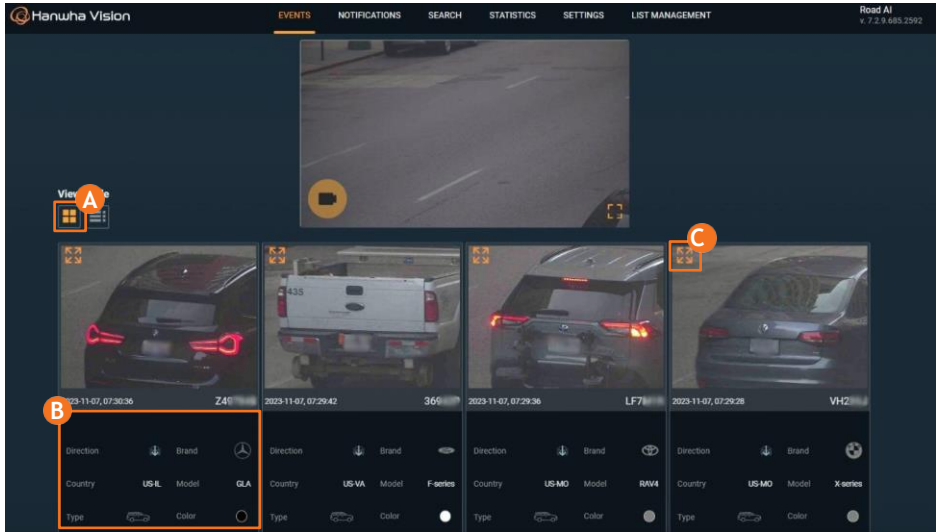 Hanwha Vision
EVENTS NOTIFICATIONS SEARCH STATISTICS SETTINGS LIST MANAGEMENT
Road AI
v. 7.2.9.685.2592
A
C
435
2023-11-07, 07:30:36 Z49
2023-11-07, 07:29:42 369
2023-11-07, 07:29:36 LF7
2023-11-07, 07:29:28 VH2
B
Direction Brand Direction Brand Direction Brand Direction Brand
Country US-IL Model GLA Country US-VA Model F-series Country US-MO Model RAV4 Country US-MO Model X-series
Type Color Type Color Type Color Type Color